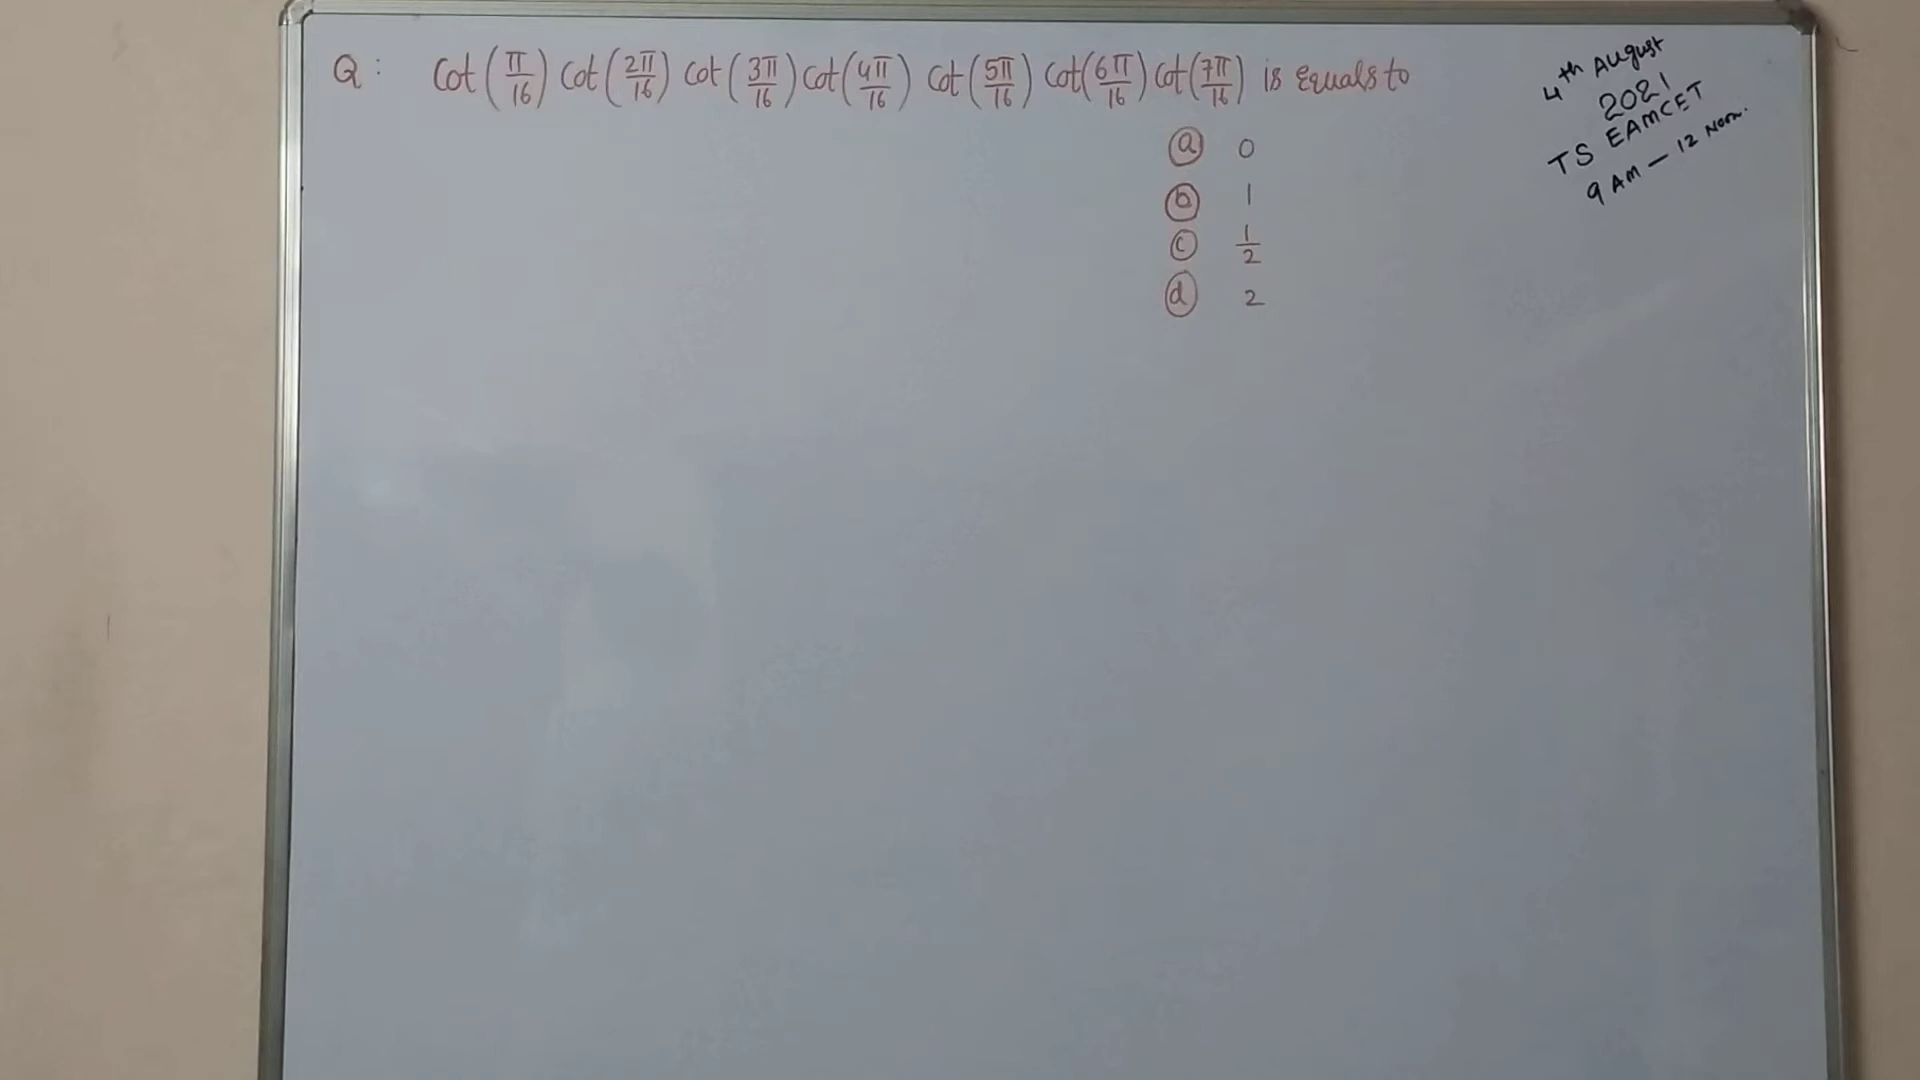 Q : Cot(π/16) Cot(2π/16) Cot(3π/16) Cot(4π/16) Cot(5π/16) Cot(6π/16) Cot(7π/16) is Equals to
ⓐ 0
ⓑ 1
ⓒ 1/2
ⓓ 2
4th August
2021
TS EAMCET
9 AM – 12 Noon.